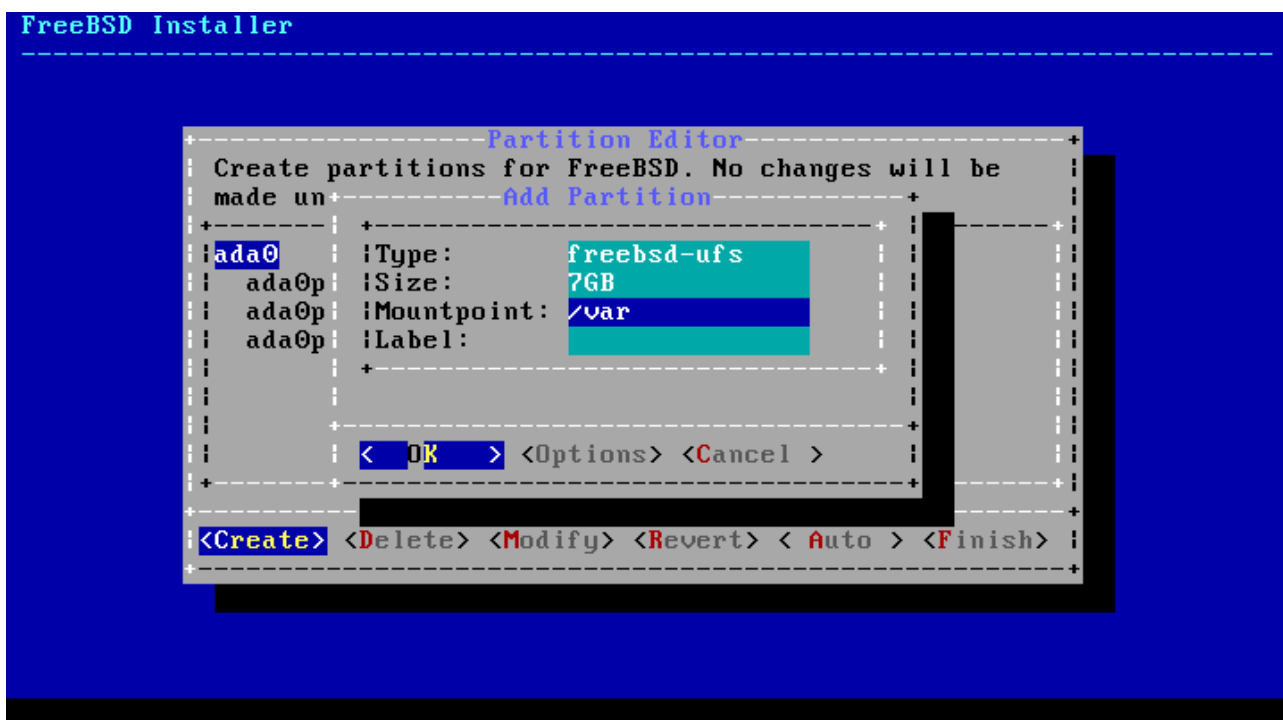 FreeBSD Installer
Partition Editor
Create partitions for FreeBSD. No changes will be
made un
Add Partition
ada0
Type: freebsd-ufs
ada0p
Size: 7GB
ada0p
Mountpoint: /var
ada0p
Label:
< OK > <Options> <Cancel >
<Create> <Delete> <Modify> <Revert> < Auto > <Finish>